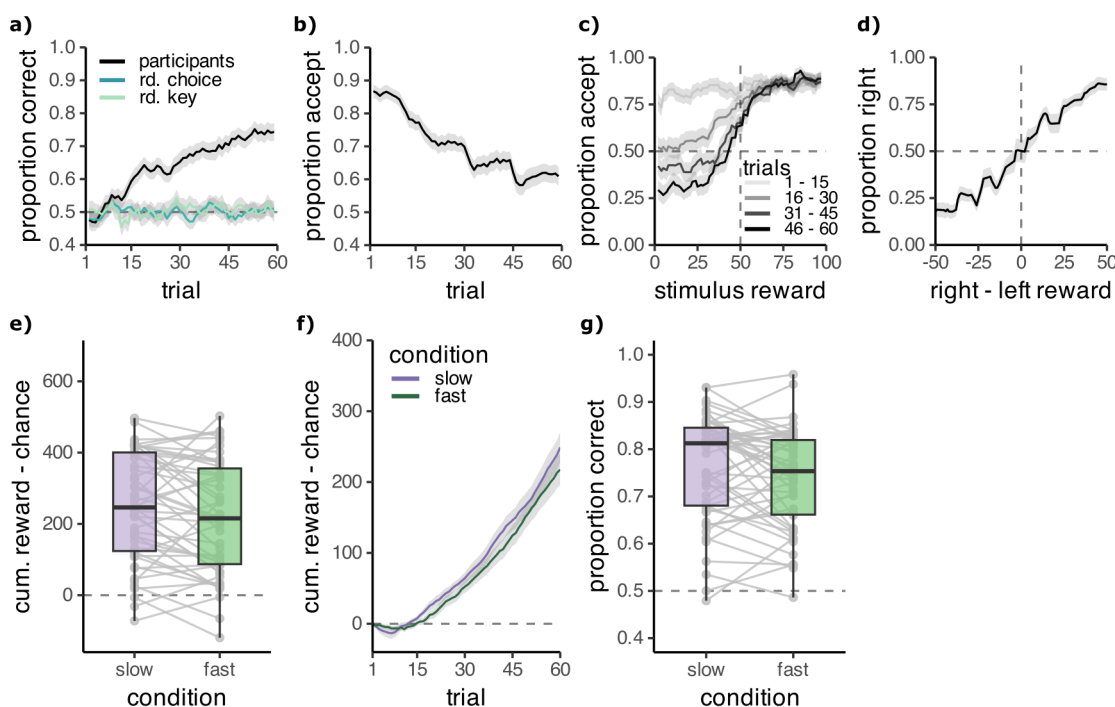 a)
proportion correct
1.0
0.9
0.8
0.7
0.6
0.5
0.4
participants
rd. choice
rd. key
1 15 30 45 60
trial
b)
proportion accept
1.0
0.9
0.8
0.7
0.6
0.5
0.4
1 15 30 45 60
trial
c)
proportion accept
1.00
0.75
0.50
0.25
0.00
trials
1 - 15
16 - 30
31 - 45
46 - 60
0 25 50 75 100
stimulus reward
d)
proportion right
1.00
0.75
0.50
0.25
0.00
-50 -25 0 25 50
right - left reward
e)
cum. reward - chance
600
400
200
0
slow fast
condition
f)
cum. reward - chance
400
300
200
100
0
condition
slow
fast
1 15 30 45 60
trial
g)
proportion correct
1.0
0.9
0.8
0.7
0.6
0.5
0.4
slow fast
condition